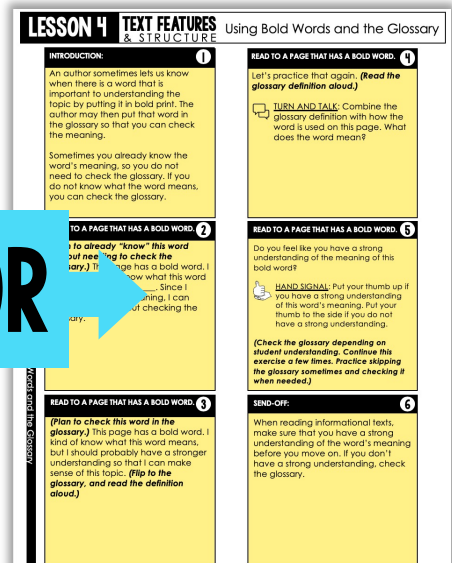 LESSON 4 TEXT FEATURES & STRUCTURE Using Bold Words and the Glossary
INTRODUCTION: 1
An author sometimes lets us know
when there is a word that is
important to understanding the
topic by putting it in bold print. The
author may then put that word in
the glossary so that you can check
the meaning.
Sometimes you already know the
word's meaning, so you do not
need to check the glossary. If you
do not know what the word means,
you can check the glossary.
TO A PAGE THAT HAS A BOLD WORD. 2
to already "know" this word
ary.) Th age has a bold word. I
ow what this word
. Since I
ning, I can
ut checking the
ary.
READ TO A PAGE THAT HAS A BOLD WORD. 3
(Plan to check this word in the
glossary.) This page has a bold word. I
kind of know what this word means,
but I should probably have a stronger
understanding so that I can make
sense of this topic. (Flip to the
glossary, and read the definition
aloud.)
READ TO A PAGE THAT HAS A BOLD WORD. 4
Let's practice that again. (Read the
glossary definition aloud.)
TURN AND TALK: Combine the
glossary definition with how the
word is used on this page. What
does the word mean?
READ TO A PAGE THAT HAS A BOLD WORD. 5
Do you feel like you have a strong
understanding of the meaning of this
bold word?
HAND SIGNAL: Put your thumb up if
you have a strong understanding
of this word's meaning. Put your
thumb to the side if you do not
have a strong understanding.
(Check the glossary depending on
student understanding. Continue this
exercise a few times. Practice skipping
the glossary sometimes and checking it
when needed.)
SEND-OFF: 6
When reading informational texts,
make sure that you have a strong
understanding of the word's meaning
before you move on. If you don't
have a strong understanding, check
the glossary.
OR
Words and the Glossary